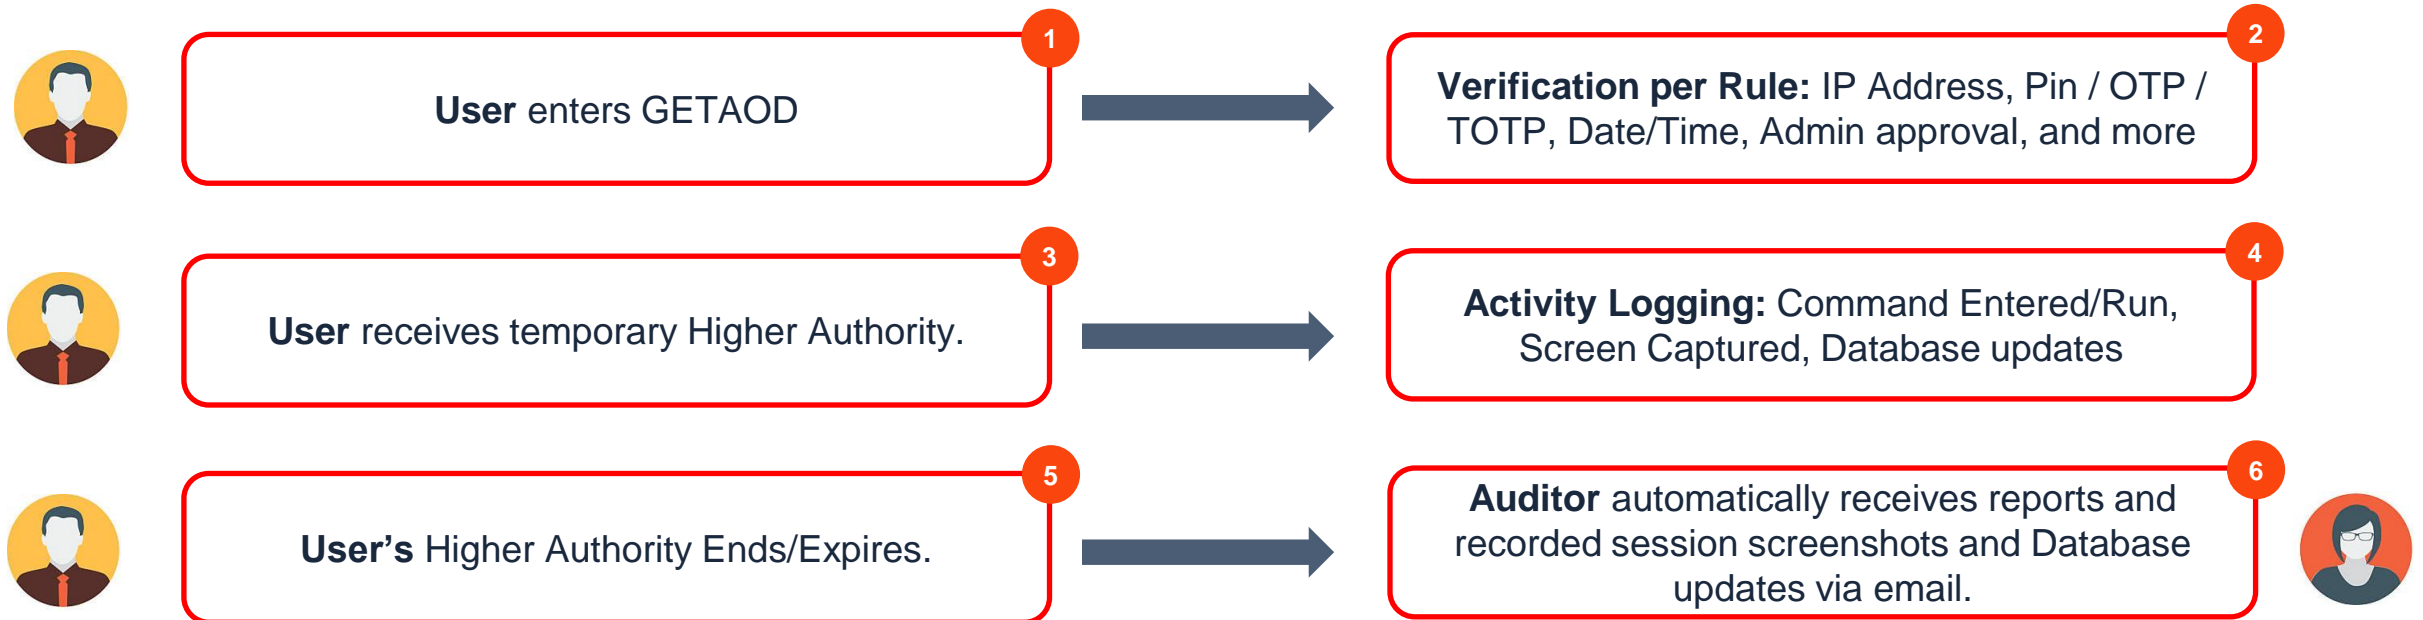 1
User enters GETAOD
2
Verification per Rule: IP Address, Pin / OTP /
TOTP, Date/Time, Admin approval, and more
3
User receives temporary Higher Authority.
4
Activity Logging: Command Entered/Run,
Screen Captured, Database updates
5
User’s Higher Authority Ends/Expires.
6
Auditor automatically receives reports and
recorded session screenshots and Database
updates via email.